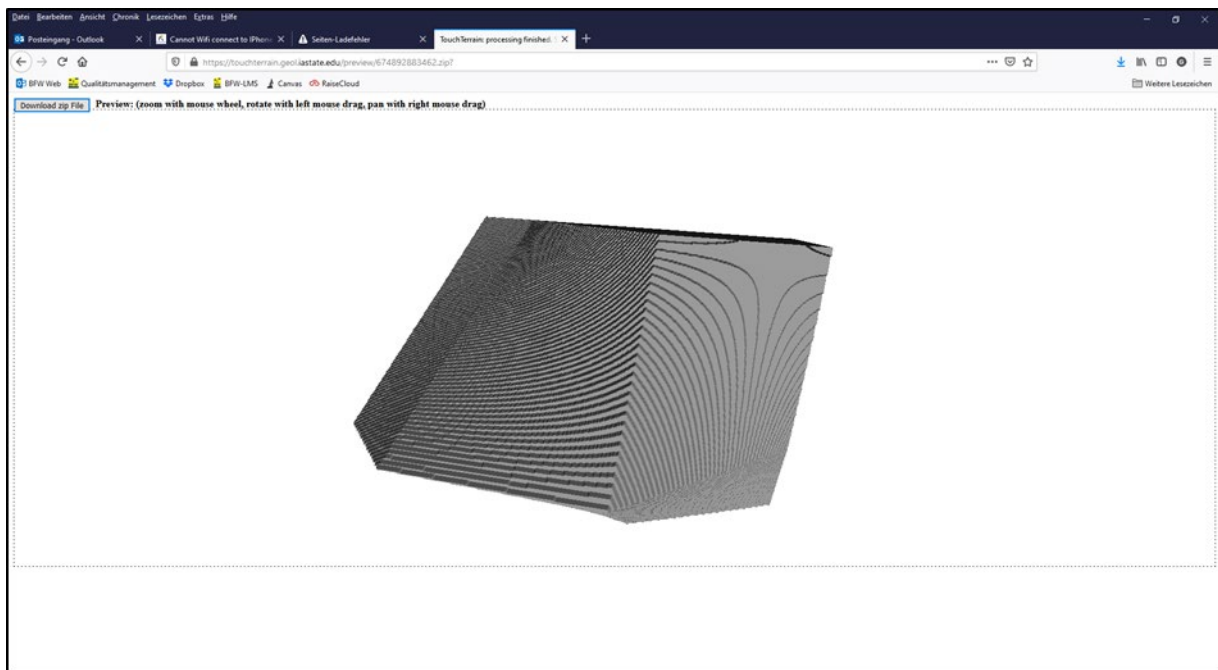 Datei Bearbeiten Ansicht Chronik Lesezeichen Extras Hilfe
Posteingang - Outlook Cannot Wifi connect to IPhone Seiten-Ladefehler TouchTerrain: processing finished.
https://touchterrain.geol.iastate.edu/preview/674892883462.zip?
BFW Web Qualitätsmanagement Dropbox BFW-LMS Canvas RaiseCloud Weitere Lesezeichen
Download zip File Preview: (zoom with mouse wheel, rotate with left mouse drag, pan with right mouse drag)